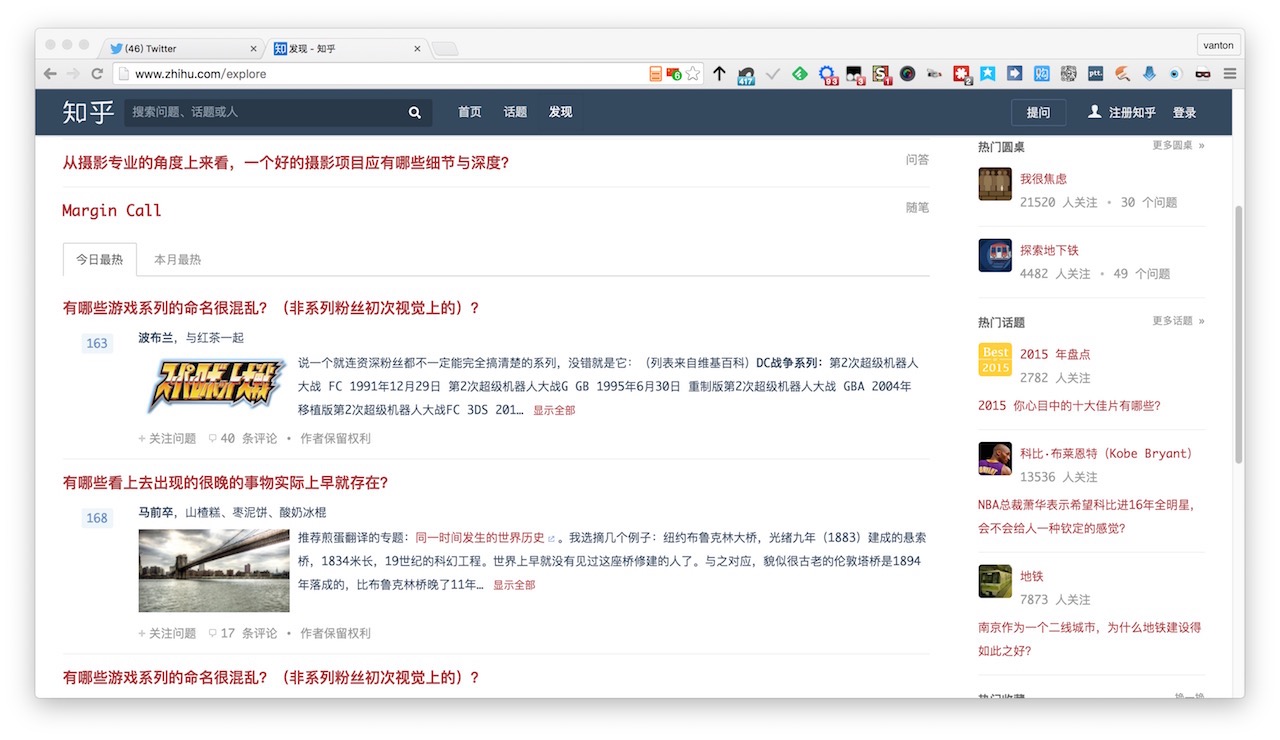 (46) Twitter
发现 - 知乎
vanton
www.zhihu.com/explore
知乎 搜索问题、话题或人 首页 话题 发现 提问 注册知乎 登录
从摄影专业的角度上来看，一个好的摄影项目应有哪些细节与深度？ 问答
Margin Call 随笔
今日最热 本月最热
有哪些游戏系列的命名很混乱？（非系列粉丝初次视觉上的）？
163
波布兰，与红茶一起
スーパーロボット大戦
说一个就连资深粉丝都不一定能完全搞清楚的系列，没错就是它：（列表来自维基百科）DC战争系列：第2次超级机器人
大战 FC 1991年12月29日 第2次超级机器人大战G GB 1995年6月30日 重制版第2次超级机器人大战 GBA 2004年
移植版第2次超级机器人大战FC 3DS 201… 显示全部
+ 关注问题 40 条评论 • 作者保留权利
有哪些看上去出现的很晚的事物实际上早就存在？
168
马前卒，山楂糕、枣泥饼、酸奶冰棍
推荐煎蛋翻译的专题：同一时间发生的世界历史 。我选摘几个例子：纽约布鲁克林大桥，光绪九年（1883）建成的悬索
桥，1834米长，19世纪的科幻工程。世界上早就没有见过这座桥修建的人了。与之对应，貌似很古老的伦敦塔桥是1894
年落成的，比布鲁克林桥晚了11年… 显示全部
+ 关注问题 17 条评论 • 作者保留权利
有哪些游戏系列的命名很混乱？（非系列粉丝初次视觉上的）？
热门圆桌 更多圆桌 »
我很焦虑
21520 人关注 • 30 个问题
探索地下铁
4482 人关注 • 49 个问题
热门话题 更多话题 »
Best
2015
2015 年盘点
2782 人关注
2015 你心目中的十大佳片有哪些？
科比·布莱恩特（Kobe Bryant）
13536 人关注
NBA总裁萧华表示希望科比进16年全明星，
会不会给人一种钦定的感觉？
地铁
7873 人关注
南京作为一个二线城市，为什么地铁建设得
如此之好？
热门收藏 换一换